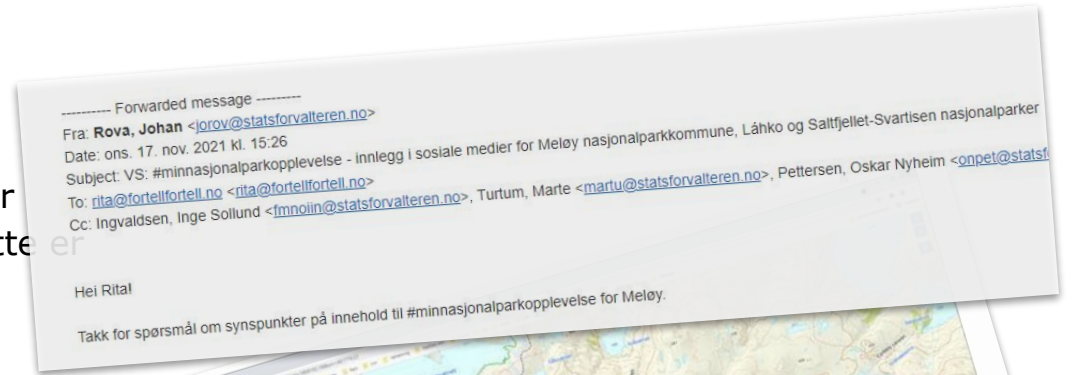 ---------- Forwarded message ---------
Fra: Rova, Johan <jorov@statsforvalteren.no>
Date: ons. 17. nov. 2021 kl. 15:26
Subject: VS: #minnasjonalparkopplevelse - innlegg i sosiale medier for Meløy nasjonalparkkommune, Láhko og Saltfjellet-Svartisen nasjonalparker
To: rita@fortellfortell.no <rita@fortellfortell.no>
Cc: Ingvaldsen, Inge Sollund <fmnoiin@statsforvalteren.no>, Turtum, Marte <martu@statsforvalteren.no>, Pettersen, Oskar Nyheim <onpet@statsf
er
Hei Rita!
Takk for spørsmål om synspunkter på innehold til #minnasjonalparkopplevelse for Meløy.